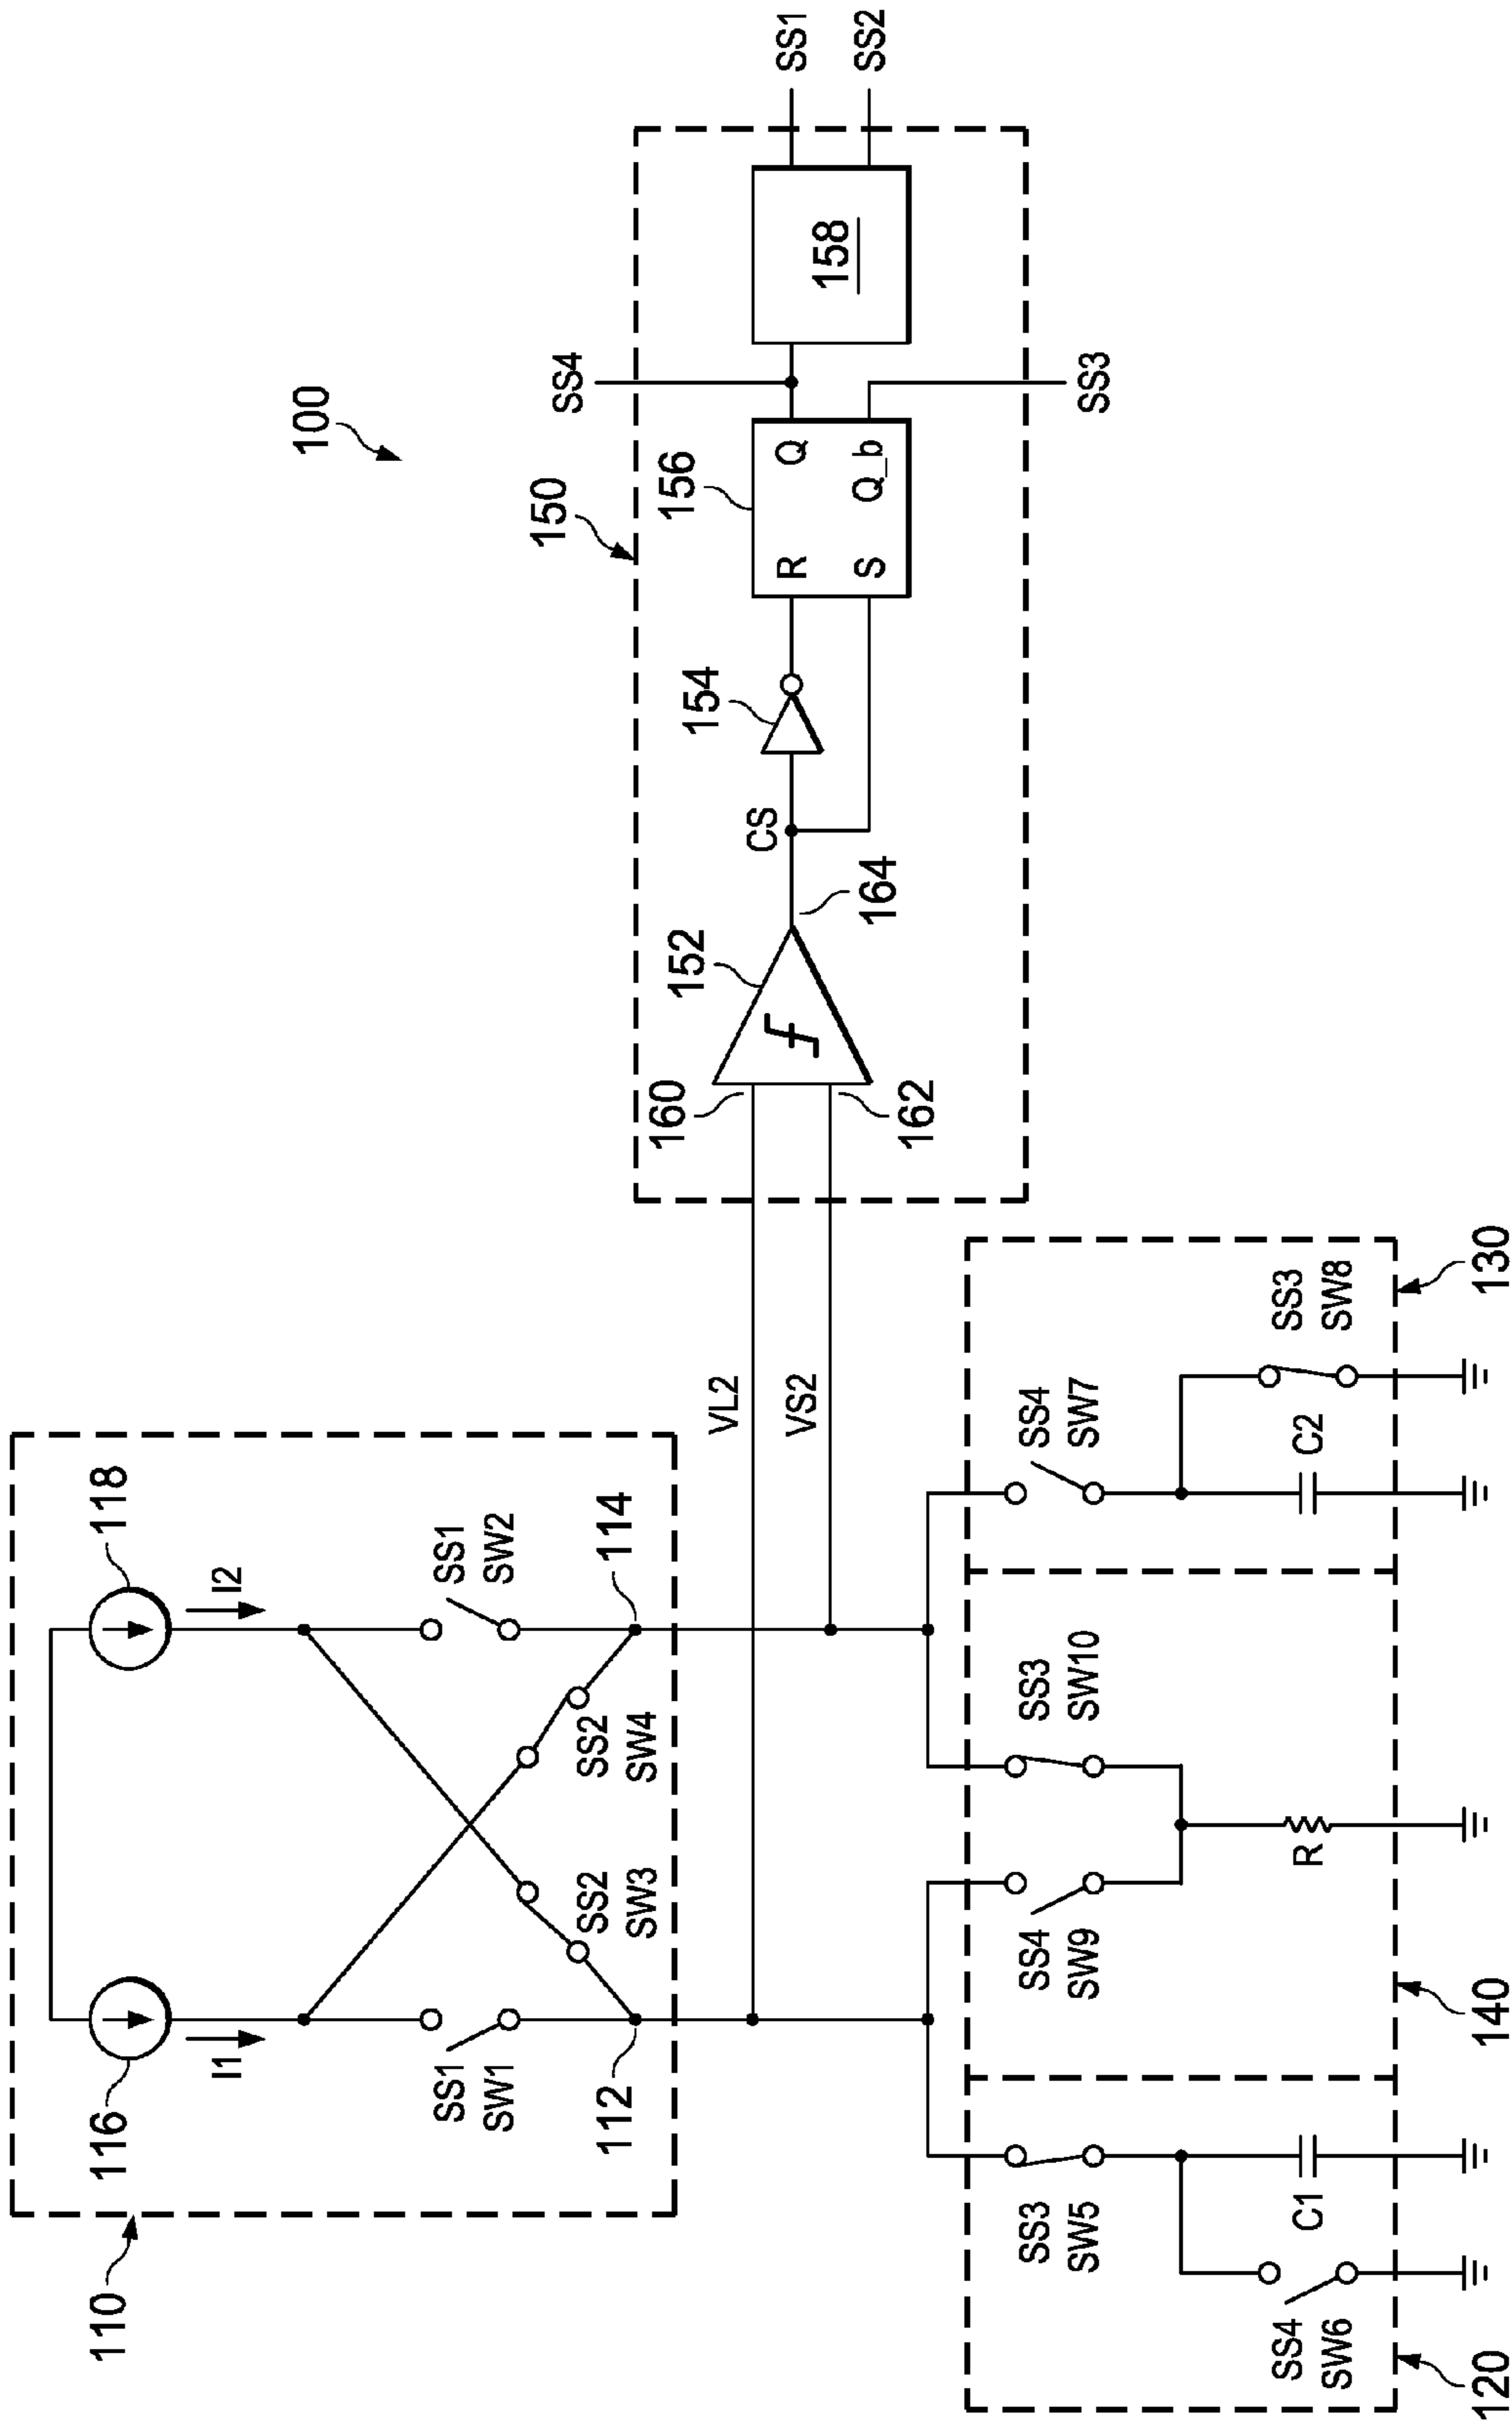 100
110
116
118
I1
I2
SS1
SW1
SS1
SW2
SS2
SW3
SS2
SW4
112
114
VL2
VS2
150
160
162
152
164
CS
154
156
R
Q
S
Q_b
SS4
SS3
158
SS1
SS2
SS3
SW5
SS4
SW6
C1
120
SS4
SW9
SS3
SW10
R
140
SS4
SW7
SS3
SW8
C2
130